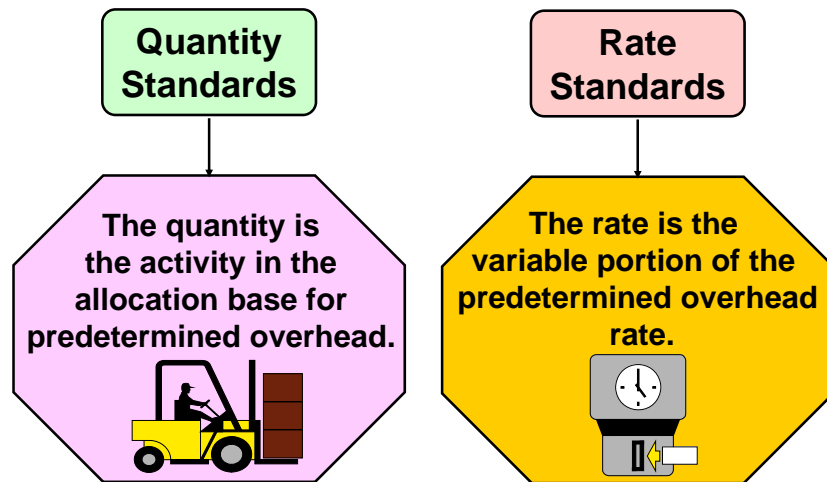 Quantity
Standards
Rate
Standards
The quantity is
the activity in the
allocation base for
predetermined overhead.
The rate is the
variable portion of the
predetermined overhead
rate.